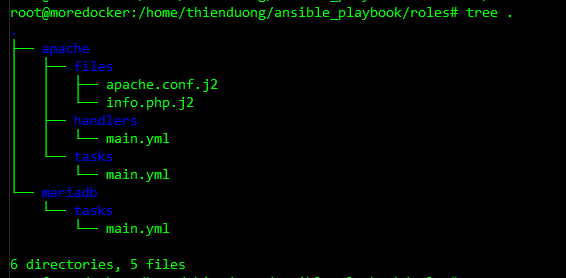 root@moredocker:/home/thienduong/ansible_playbook/roles# tree .
.
├── apache
│   ├── files
│   │   ├── apache.conf.j2
│   │   └── info.php.j2
│   ├── handlers
│   │   └── main.yml
│   └── tasks
│       └── main.yml
└── mariadb
    └── tasks
        └── main.yml
6 directories, 5 files